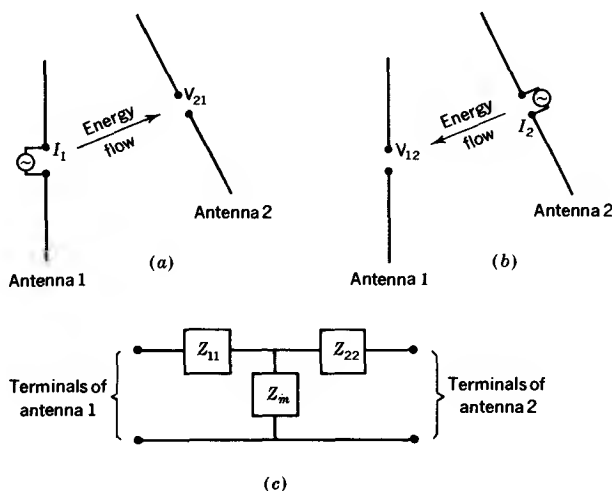 V21
I1
Energy
flow
Antenna 2
Antenna 1
(a)
V12
Energy
flow
I2
Antenna 2
Antenna 1
(b)
Z11
Z22
Zm
Terminals of
antenna 1
Terminals of
antenna 2
(c)